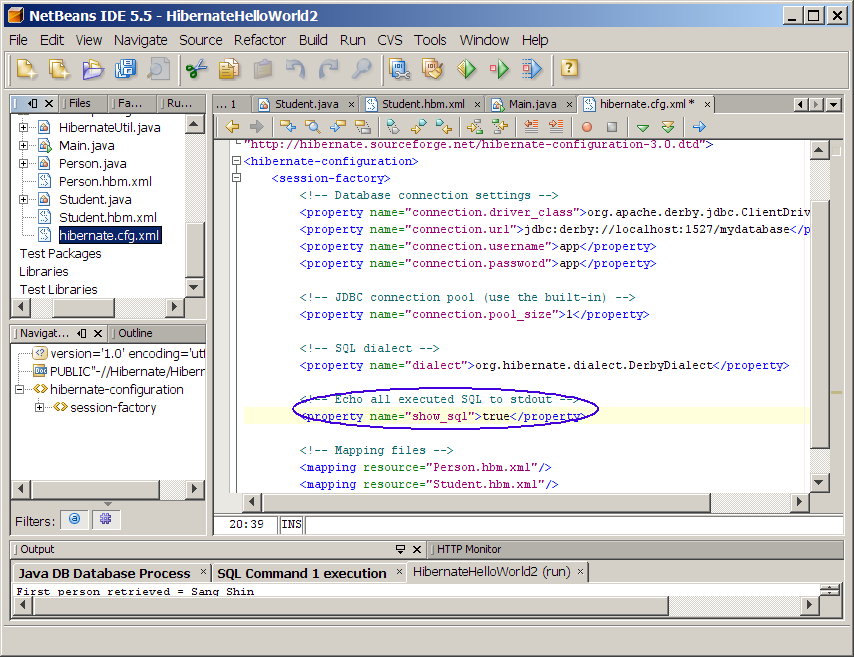 NetBeans IDE 5.5 - HibernateHelloWorld2
File Edit View Navigate Source Refactor Build Run CVS Tools Window Help
Files Fa... Ru...
... 1 Student.java Student.hbm.xml Main.java hibernate.cfg.xml *
HibernateUtil.java
Main.java
Person.java
Person.hbm.xml
Student.java
Student.hbm.xml
hibernate.cfg.xml
Test Packages
Libraries
Test Libraries
"http://hibernate.sourceforge.net/hibernate-configuration-3.0.dtd">
<hibernate-configuration>
<session-factory>
<!-- Database connection settings -->
<property name="connection.driver_class">org.apache.derby.jdbc.ClientDriv
<property name="connection.url">jdbc:derby://localhost:1527/mydatabase</p
<property name="connection.username">app</property>
<property name="connection.password">app</property>
<!-- JDBC connection pool (use the built-in) -->
<property name="connection.pool_size">1</property>
<!-- SQL dialect -->
<property name="dialect">org.hibernate.dialect.DerbyDialect</property>
<!-- Echo all executed SQL to stdout -->
<property name="show_sql">true</property>
<!-- Mapping files -->
<mapping resource="Person.hbm.xml"/>
<mapping resource="Student.hbm.xml"/>
Navigat... Outline
version='1.0' encoding='utf
PUBLIC"-//Hibernate/Hibern
hibernate-configuration
session-factory
Filters:
20:39 INS
Output HTTP Monitor
Java DB Database Process SQL Command 1 execution HibernateHelloWorld2 (run)
First person retrieved = Sang Shin